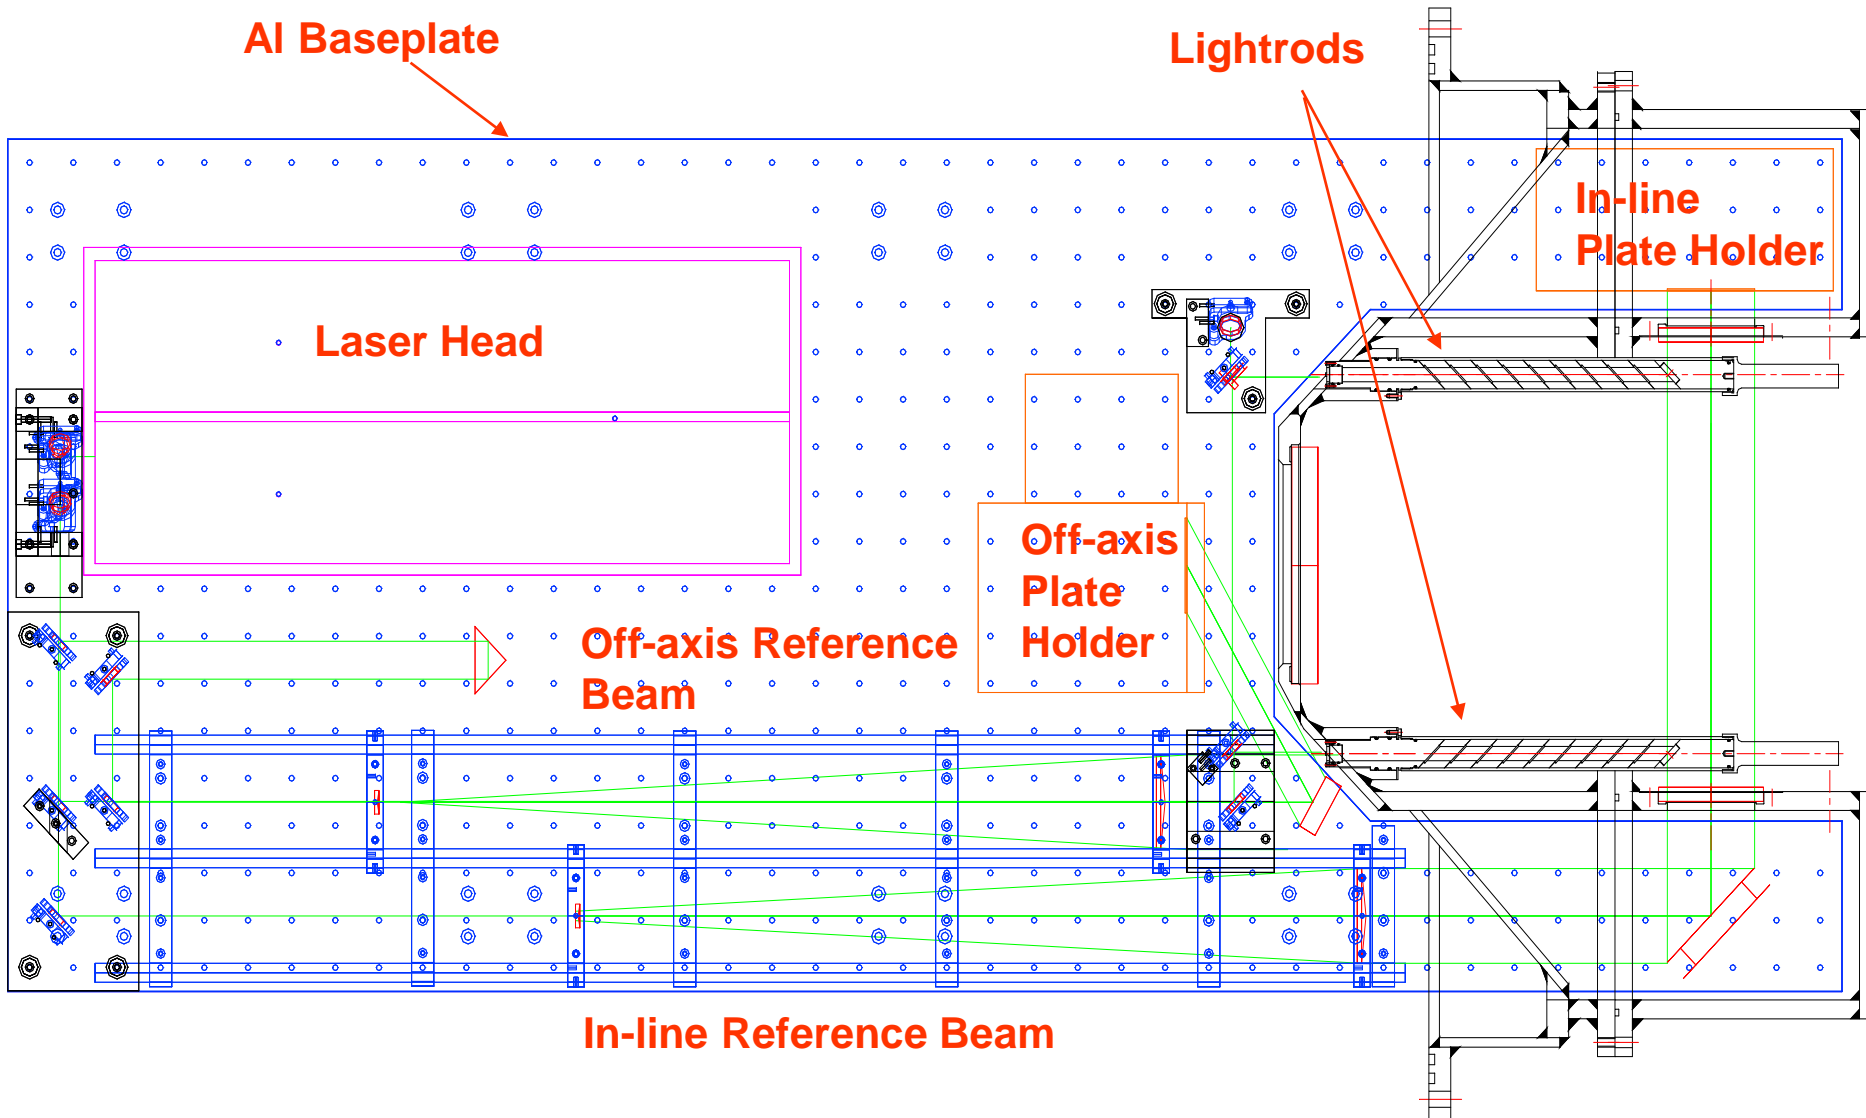 Al Baseplate
Lightrods
In-line
Plate Holder
Laser Head
Off-axis
Plate
Holder
Off-axis Reference
Beam
In-line Reference Beam